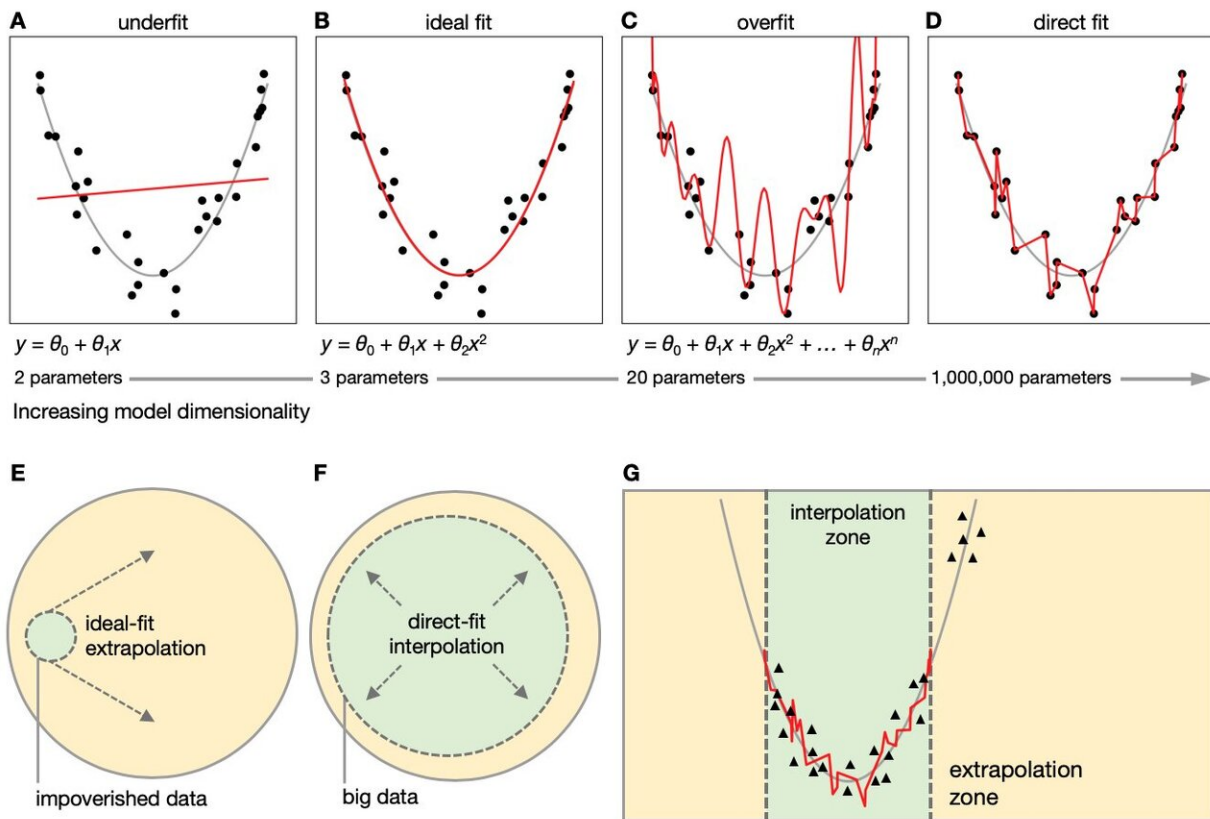 A
underfit
B
ideal fit
C
overfit
D
direct fit
y = θ₀ + θ₁x
y = θ₀ + θ₁x + θ₂x²
y = θ₀ + θ₁x + θ₂x² + … + θₙxⁿ
2 parameters
3 parameters
20 parameters
1,000,000 parameters
Increasing model dimensionality
E
ideal-fit
extrapolation
impoverished data
F
direct-fit
interpolation
big data
G
interpolation
zone
extrapolation
zone